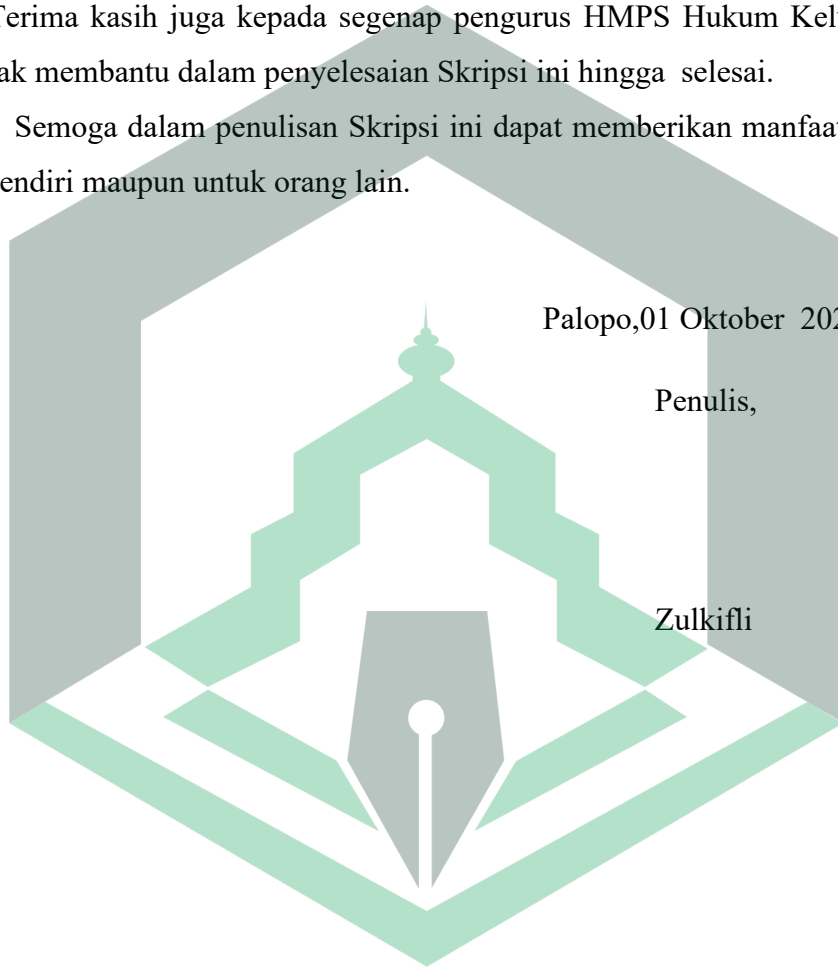 Terima kasih juga kepada segenap pengurus HMPS Hukum Kel
ak membantu dalam penyelesaian Skripsi ini hingga selesai.
Semoga dalam penulisan Skripsi ini dapat memberikan manfaat
endiri maupun untuk orang lain.
Palopo,01 Oktober 202
Penulis,
Zulkifli